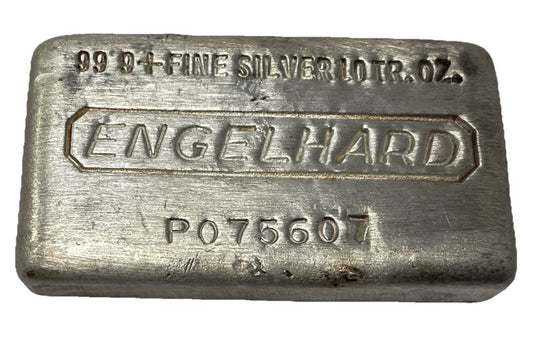 99 9+FINE SILVER 10 TR. OZ.
ENGELHARD
P075607